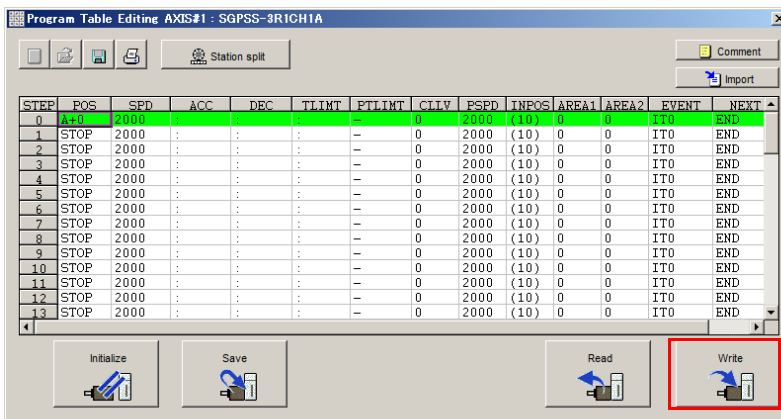 Program Table Editing AXIS#1 : SGPSS-3R1CH1A
Station split
Comment
Import
STEP POS SPD ACC DEC TLIMT PTLIMT CLLV PSPD INPOS AREA1 AREA2 EVENT NEXT
0 A+0 2000 : : : – 0 2000 (10) 0 0 IT0 END
1 STOP 2000 : : : – 0 2000 (10) 0 0 IT0 END
2 STOP 2000 : : : – 0 2000 (10) 0 0 IT0 END
3 STOP 2000 : : : – 0 2000 (10) 0 0 IT0 END
4 STOP 2000 : : : – 0 2000 (10) 0 0 IT0 END
5 STOP 2000 : : : – 0 2000 (10) 0 0 IT0 END
6 STOP 2000 : : : – 0 2000 (10) 0 0 IT0 END
7 STOP 2000 : : : – 0 2000 (10) 0 0 IT0 END
8 STOP 2000 : : : – 0 2000 (10) 0 0 IT0 END
9 STOP 2000 : : : – 0 2000 (10) 0 0 IT0 END
10 STOP 2000 : : : – 0 2000 (10) 0 0 IT0 END
11 STOP 2000 : : : – 0 2000 (10) 0 0 IT0 END
12 STOP 2000 : : : – 0 2000 (10) 0 0 IT0 END
13 STOP 2000 : : : – 0 2000 (10) 0 0 IT0 END
Initialize Save Read Write